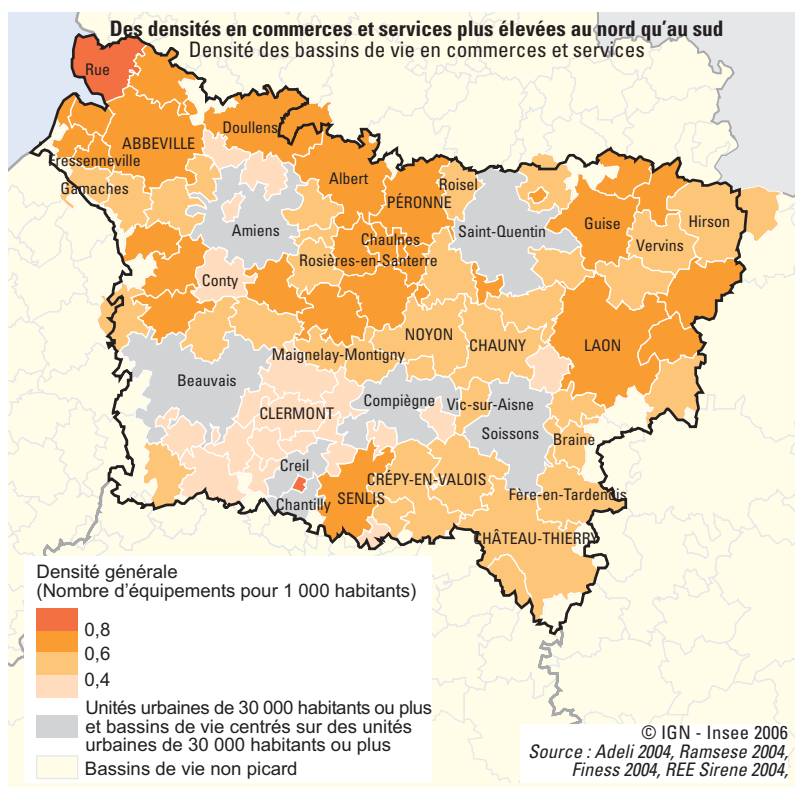 Des densités en commerces et services plus élevées au nord qu'au sud
Densité des bassins de vie en commerces et services
Rue
ABBEVILLE
Doullens
Fressenneville
Gamaches
Albert
Roisel
PÉRONNE
Amiens
Saint-Quentin
Guise
Hirson
Vervins
Chaulnes
Rosières-en-Santerre
Conty
NOYON
CHAUNY
LAON
Maignelay-Montigny
Beauvais
Compiègne
Vic-sur-Aisne
CLERMONT
Soissons
Braine
Creil
CRÉPY-EN-VALOIS
SENLIS
Chantilly
Fère-en-Tardenois
CHÂTEAU-THIERRY
Densité générale
(Nombre d'équipements pour 1 000 habitants)
0,8
0,6
0,4
Unités urbaines de 30 000 habitants ou plus
et bassins de vie centrés sur des unités
urbaines de 30 000 habitants ou plus
Bassins de vie non picard
© IGN - Insee 2006
Source : Adeli 2004, Ramsese 2004,
Finess 2004, REE Sirene 2004,